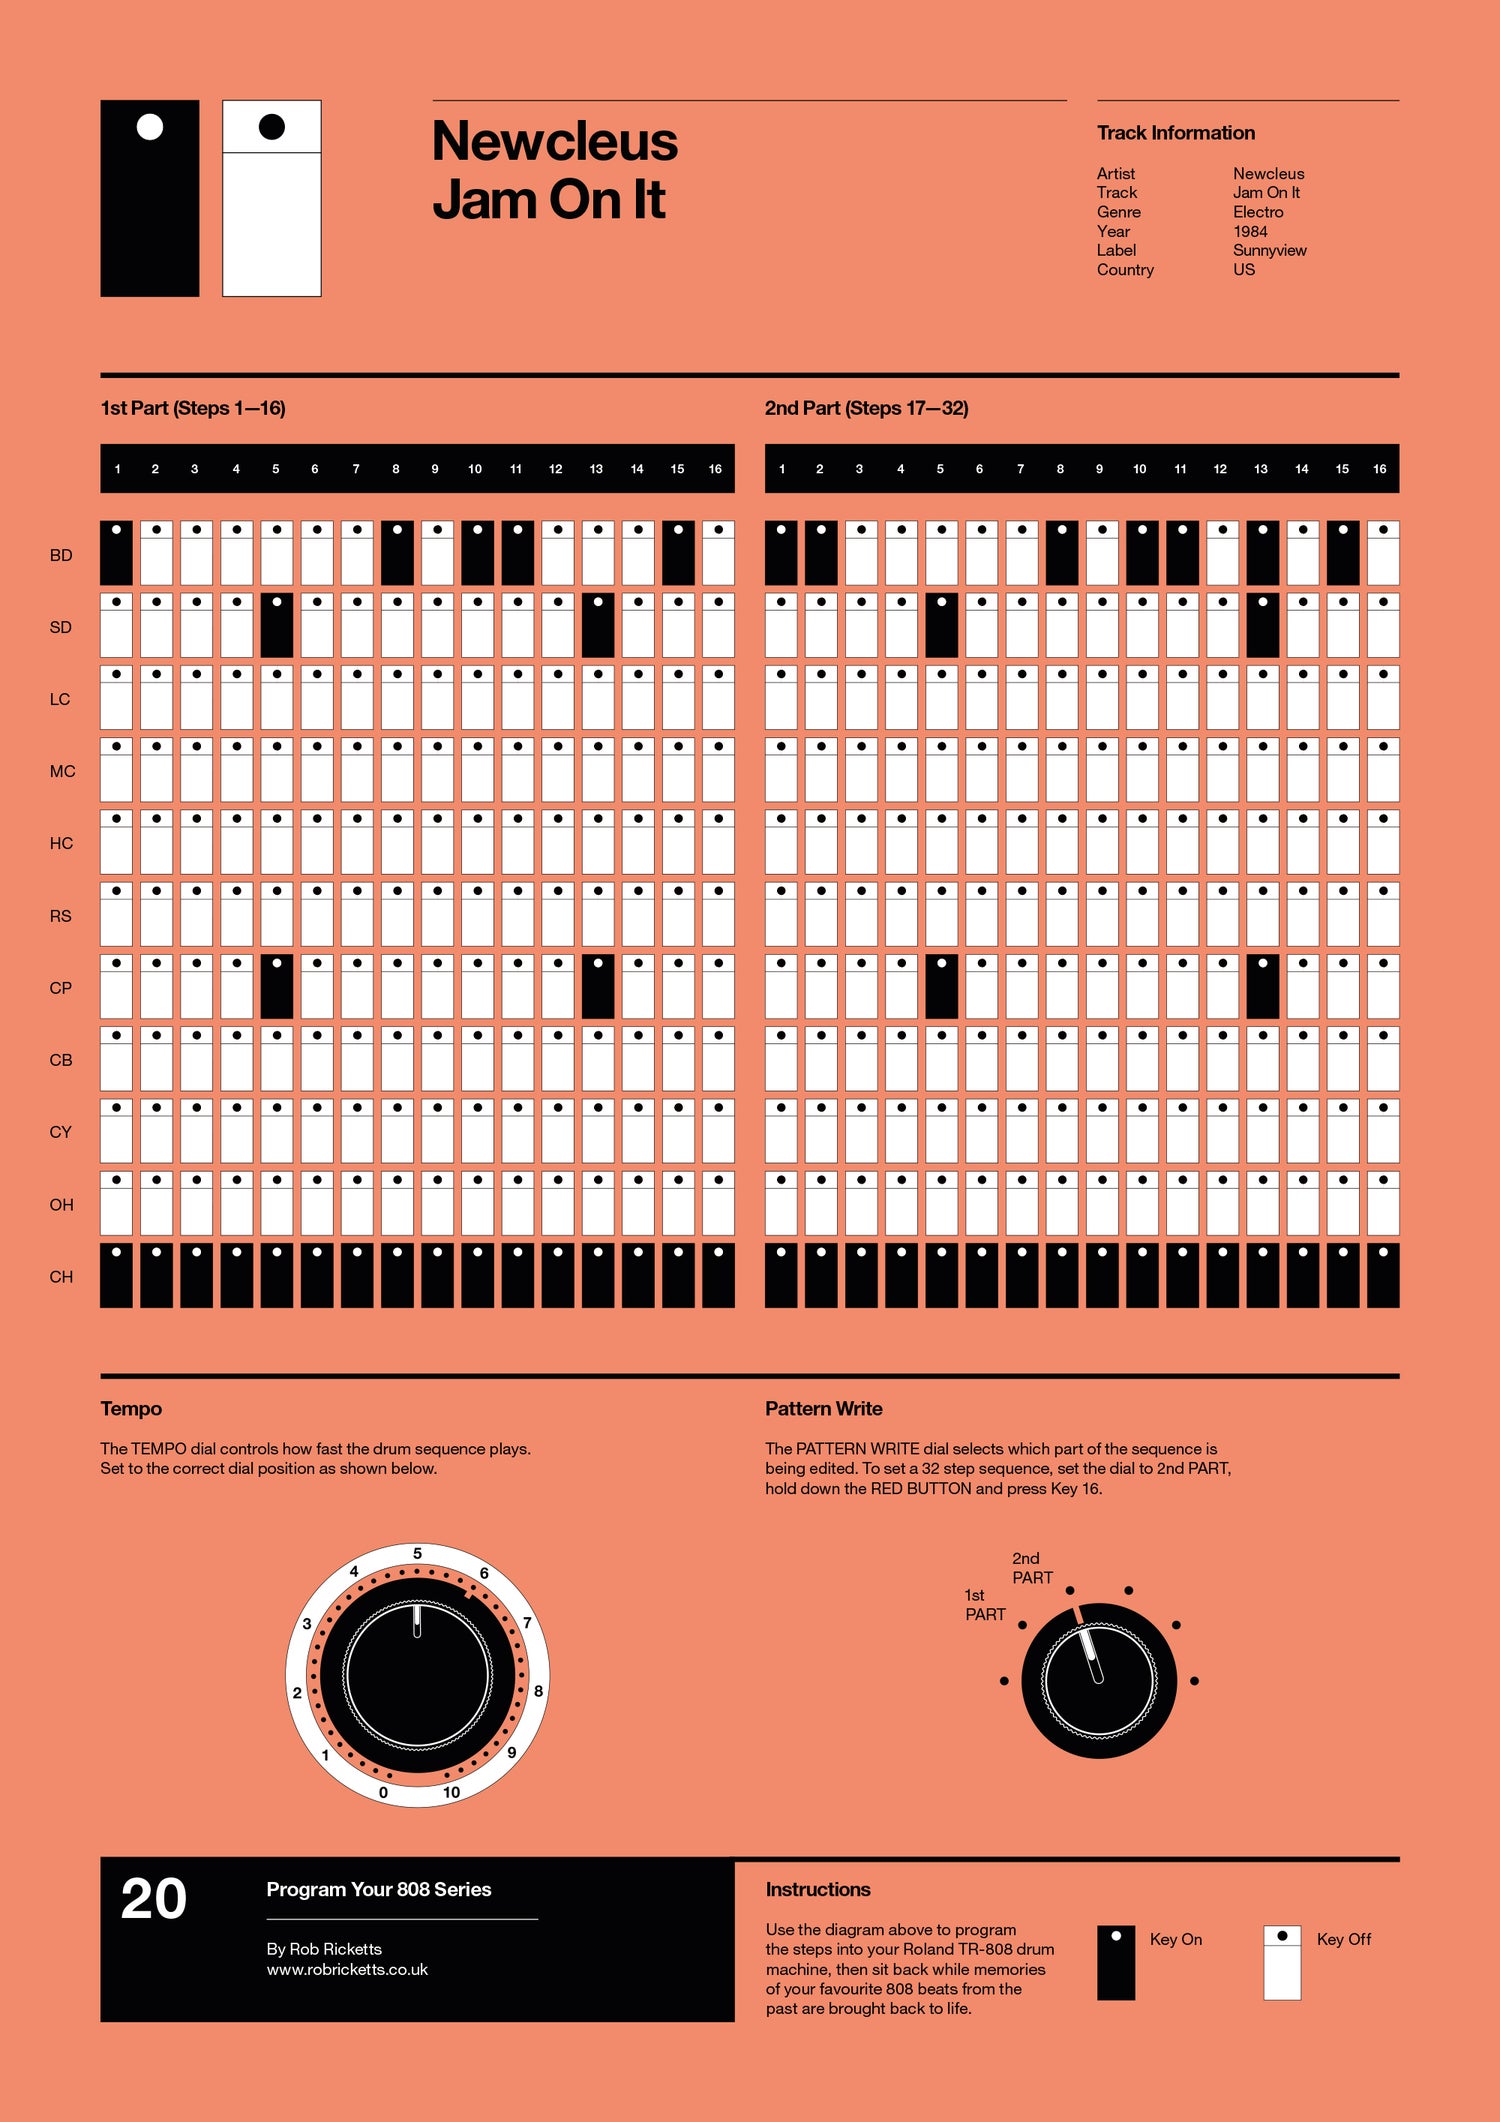 Newcleus
Jam On It
Track Information
Artist Newcleus
Track Jam On It
Genre Electro
Year 1984
Label Sunnyview
Country US
1st Part (Steps 1—16)
1 2 3 4 5 6 7 8 9 10 11 12 13 14 15 16
2nd Part (Steps 17—32)
1 2 3 4 5 6 7 8 9 10 11 12 13 14 15 16
BD
SD
LC
MC
HC
RS
CP
CB
CY
OH
CH
Tempo
The TEMPO dial controls how fast the drum sequence plays.
Set to the correct dial position as shown below.
0 1 2 3 4 5 6 7 8 9 10
Pattern Write
The PATTERN WRITE dial selects which part of the sequence is
being edited. To set a 32 step sequence, set the dial to 2nd PART,
hold down the RED BUTTON and press Key 16.
2nd
PART
1st
PART
20
Program Your 808 Series
By Rob Ricketts
www.robricketts.co.uk
Instructions
Use the diagram above to program
the steps into your Roland TR-808 drum
machine, then sit back while memories
of your favourite 808 beats from the
past are brought back to life.
Key On
Key Off